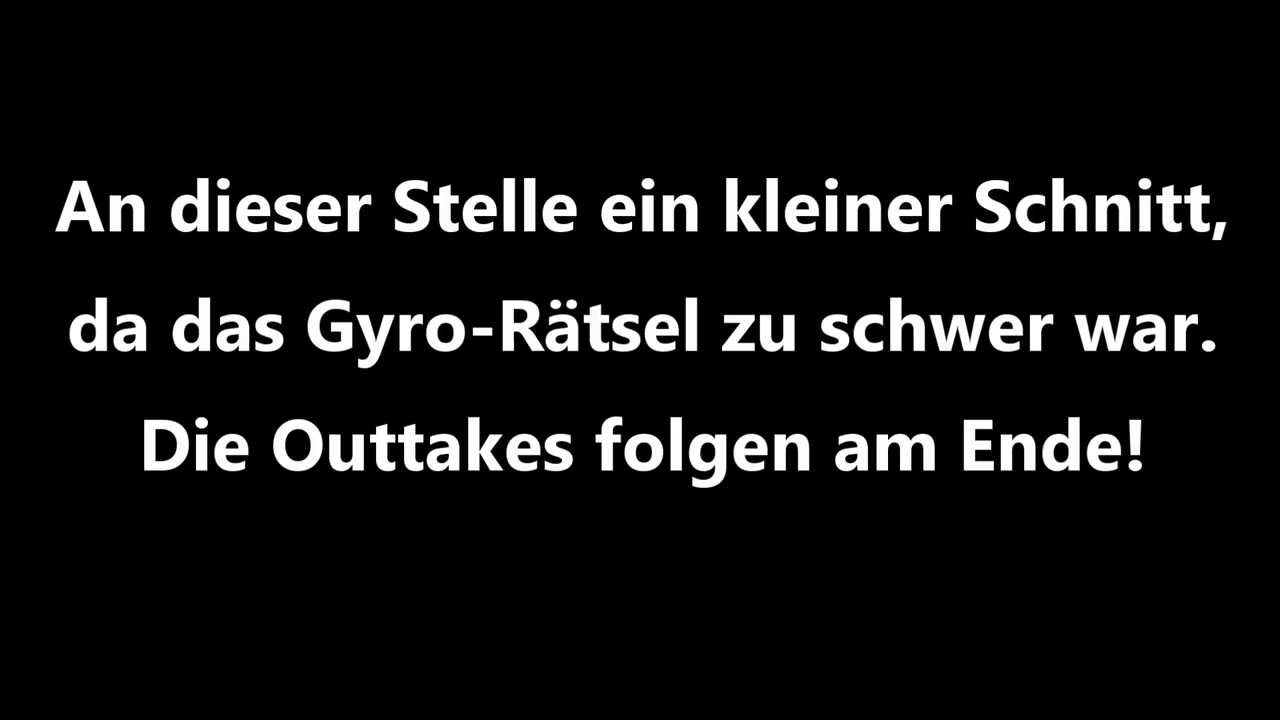 An dieser Stelle ein kleiner Schnitt,
da das Gyro-Rätsel zu schwer war.
Die Outtakes folgen am Ende!